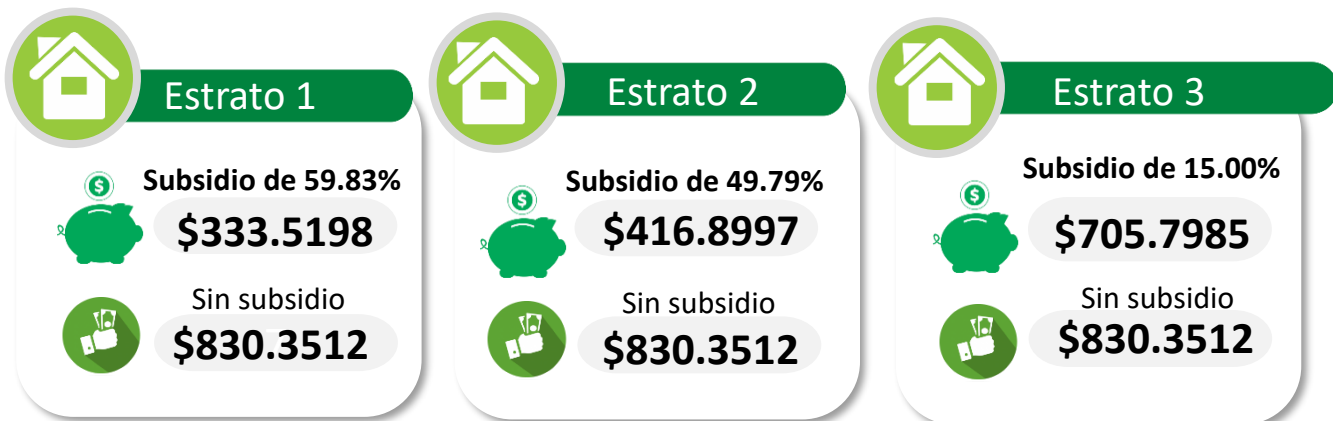 Estrato 1
Subsidio de 59.83%
$333.5198
Sin subsidio
$830.3512
Estrato 2
Subsidio de 49.79%
$416.8997
Sin subsidio
$830.3512
Estrato 3
Subsidio de 15.00%
$705.7985
Sin subsidio
$830.3512